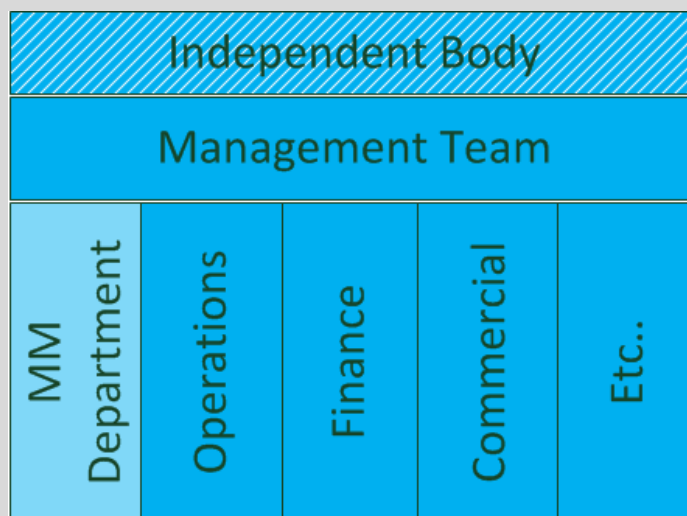 Independent Body
Management Team
MM
Department
Operations
Finance
Commercial
Etc..